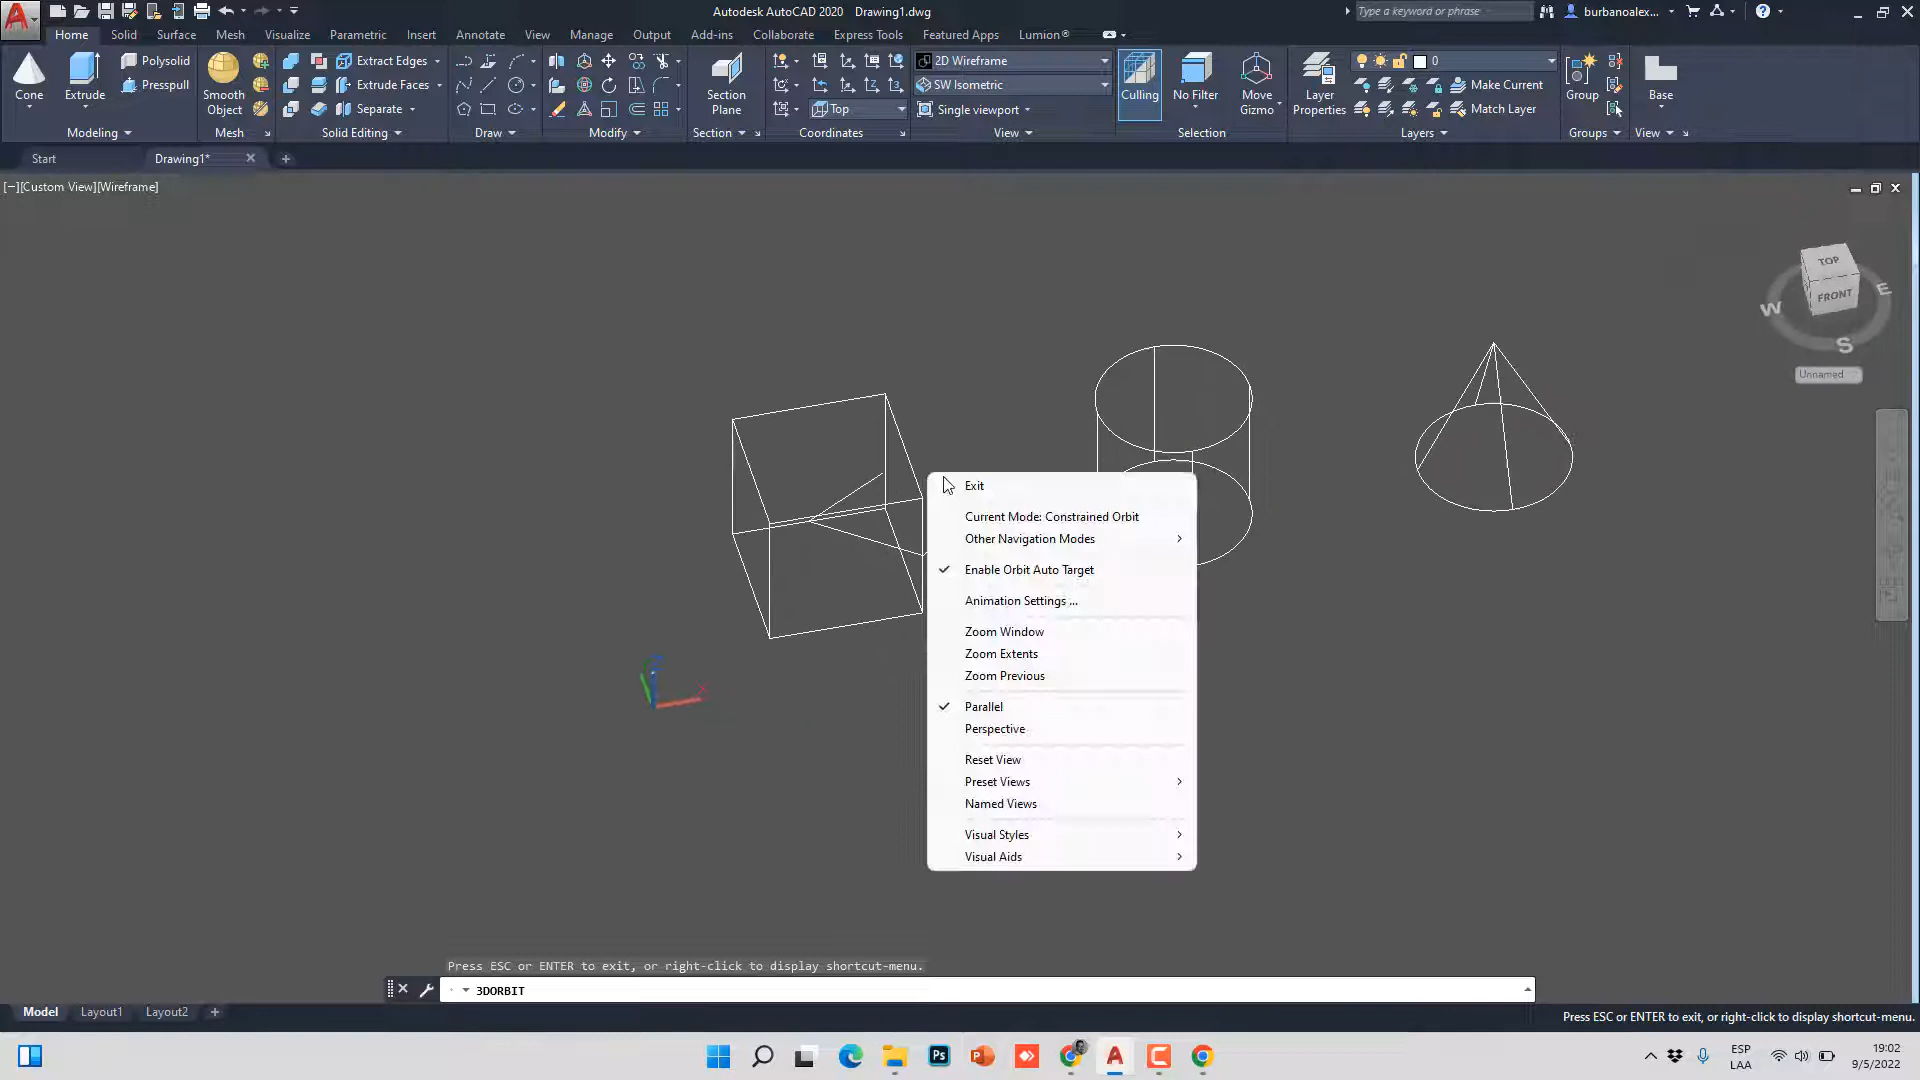 Autodesk AutoCAD 2020 Drawing1.dwg
Type a keyword or phrase
burbanoalex...
Home Solid Surface Mesh Visualize Parametric Insert Annotate View Manage Output Add-ins Collaborate Express Tools Featured Apps Lumion®
Cone
Extrude
Polysolid
Presspull
Modeling
Smooth
Object
Mesh
Extract Edges
Extrude Faces
Separate
Solid Editing
Draw
Modify
Section
Plane
Section
Top
Coordinates
2D Wireframe
SW Isometric
Single viewport
View
Culling
No Filter
Move
Gizmo
Selection
Layer
Properties
0
Make Current
Match Layer
Layers
Group
Groups
Base
View
Start
Drawing1*
[−][Custom View][Wireframe]
TOP
FRONT
W
E
S
Unnamed
X
Exit
Current Mode: Constrained Orbit
Other Navigation Modes
Enable Orbit Auto Target
Animation Settings ...
Zoom Window
Zoom Extents
Zoom Previous
Parallel
Perspective
Reset View
Preset Views
Named Views
Visual Styles
Visual Aids
Press ESC or ENTER to exit, or right-click to display shortcut-menu.
3DORBIT
Model Layout1 Layout2
Press ESC or ENTER to exit, or right-click to display shortcut-menu.
Ps
ESP
LAA
19:02
9/5/2022